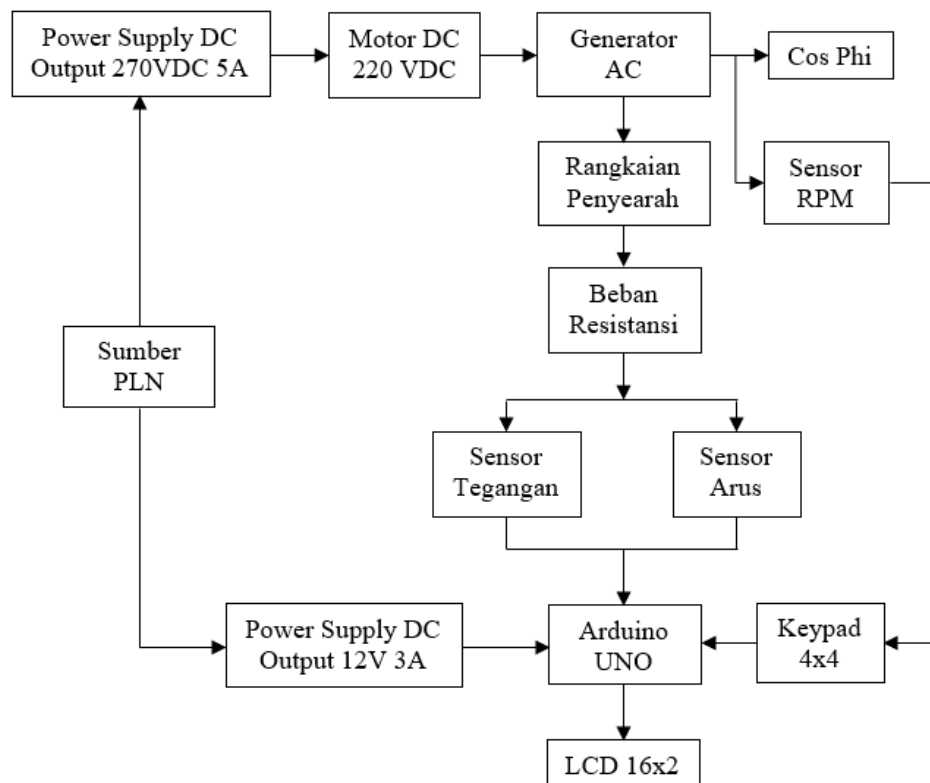 Power Supply DC
Output 270VDC 5A
Motor DC
220 VDC
Generator
AC
Cos Phi
Rangkaian
Penyearah
Sensor
RPM
Beban
Resistansi
Sumber
PLN
Sensor
Tegangan
Sensor
Arus
Power Supply DC
Output 12V 3A
Arduino
UNO
Keypad
4x4
LCD 16x2